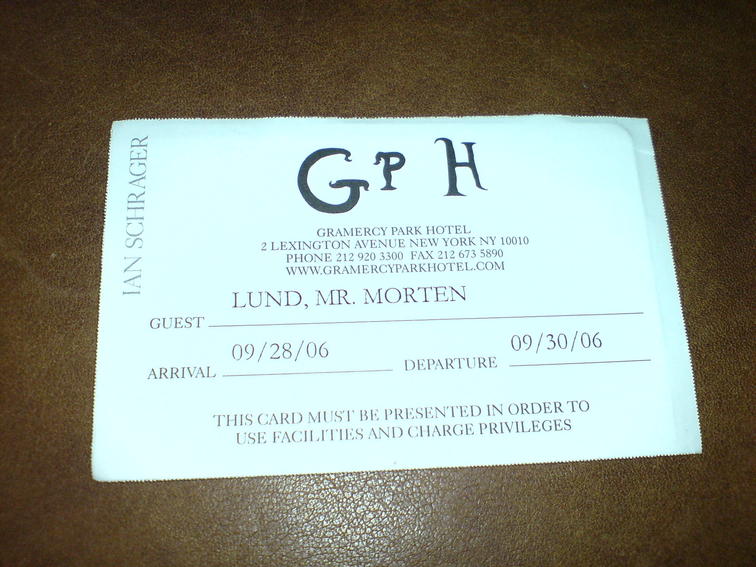 IAN SCHRAGER
GPH
GRAMERCY PARK HOTEL
2 LEXINGTON AVENUE NEW YORK NY 10010
PHONE 212 920 3300 FAX 212 673 5890
WWW.GRAMERCYPARKHOTEL.COM
LUND, MR. MORTEN
GUEST
09/28/06 09/30/06
ARRIVAL DEPARTURE
THIS CARD MUST BE PRESENTED IN ORDER TO
USE FACILITIES AND CHARGE PRIVILEGES